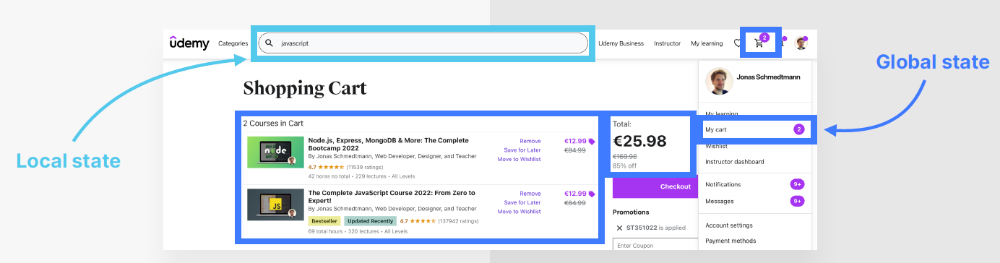 udemy
Categories
javascript
Udemy Business
Instructor
My learning
2
Global state
Jonas Schmedtmann
Shopping Cart
My learning
2 Courses in Cart
Total:
My cart
2
Node.js, Express, MongoDB & More: The Complete
Bootcamp 2022
By Jonas Schmedtmann, Web Developer, Designer, and Teacher
4.7 (11539 ratings)
42 horas no total • 229 lectures • All Levels
Remove
Save for Later
Move to Wishlist
€12.99
€84.99
€25.98
€169.98
85% off
Wishlist
Instructor dashboard
Local state
Checkout
Notifications
9+
Messages
9+
The Complete JavaScript Course 2022: From Zero to
Expert!
By Jonas Schmedtmann, Web Developer, Designer, and Teacher
Bestseller
Updated Recently
4.7 (137942 ratings)
69 total hours • 320 lectures • All Levels
Remove
Save for Later
Move to Wishlist
€12.99
€84.99
node
JS
Promotions
ST351022 is applied
Enter Coupon
Account settings
Payment methods